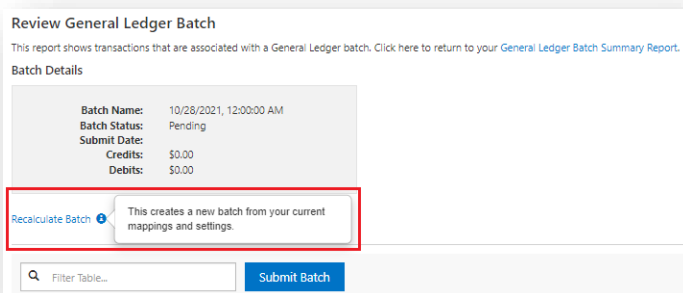 Review General Ledger Batch
This report shows transactions that are associated with a General Ledger batch. Click here to return to your General Ledger Batch Summary Report.
Batch Details
Batch Name: 10/28/2021, 12:00:00 AM
Batch Status: Pending
Submit Date:
Credits: $0.00
Debits: $0.00
Recalculate Batch
This creates a new batch from your current
mappings and settings.
Filter Table...
Submit Batch